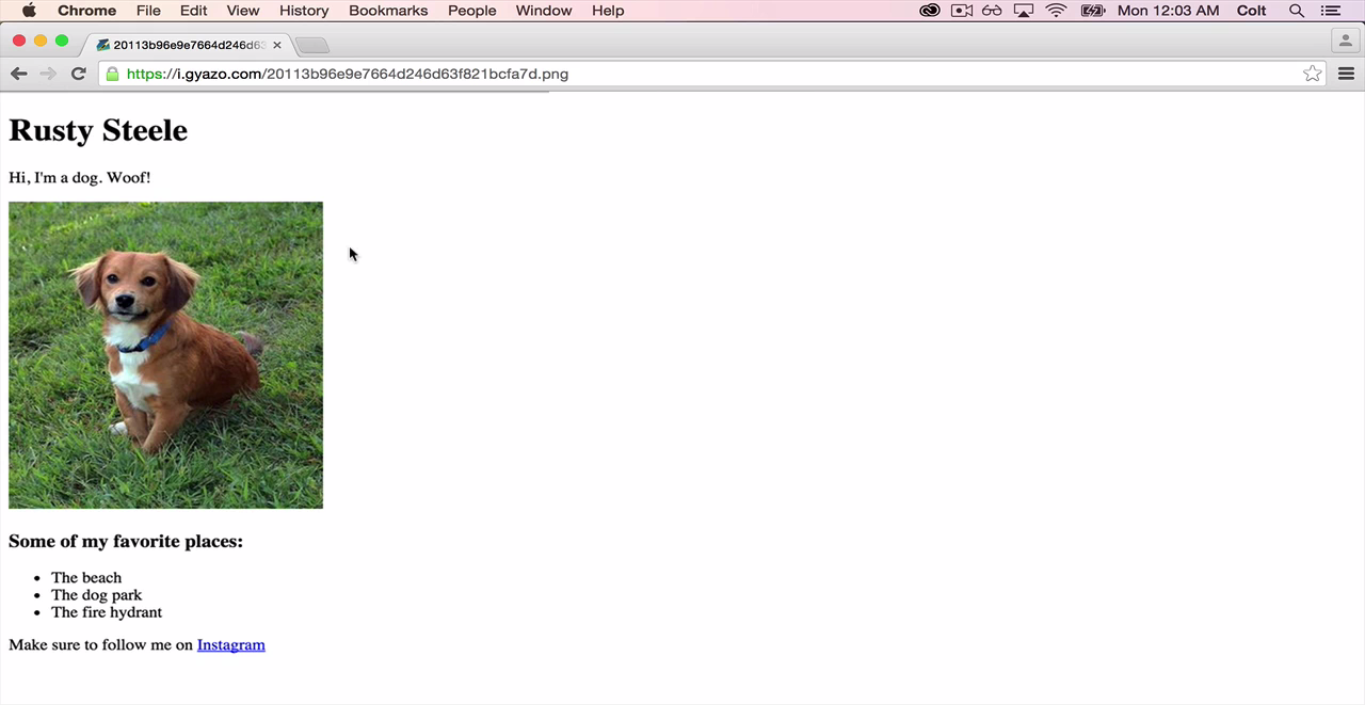 Chrome File Edit View History Bookmarks People Window Help Mon 12:03 AM Colt
20113b96e9e7664d246d63
https://i.gyazo.com/20113b96e9e7664d246d63f821bcfa7d.png
Rusty Steele
Hi, I'm a dog. Woof!
Some of my favorite places:
• The beach
• The dog park
• The fire hydrant
Make sure to follow me on Instagram